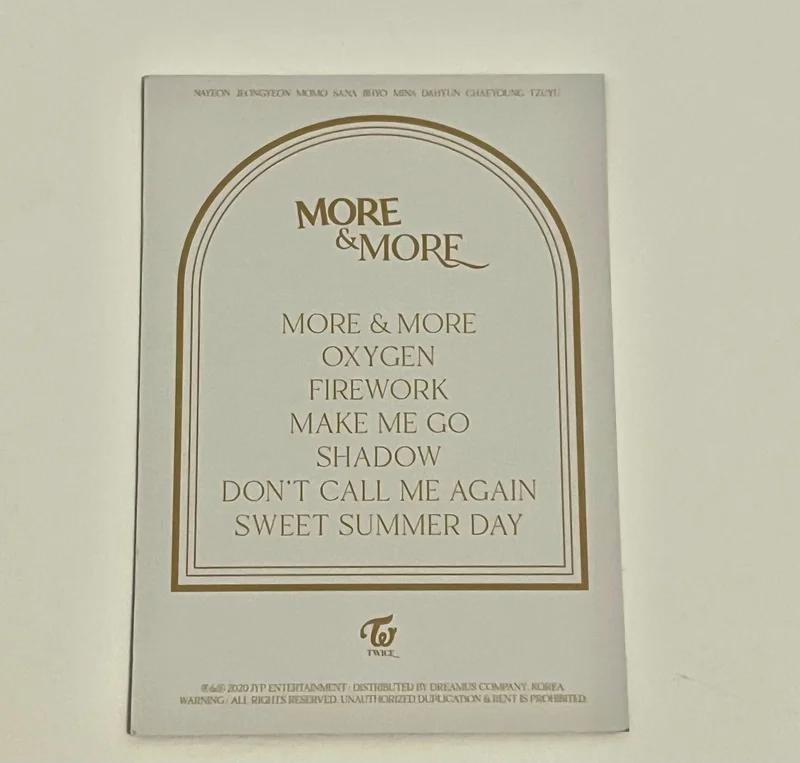 NAYEON JEONGYEON MOMO SANA JIHYO MINA DAHYUN CHAEYOUNG TZUYU
MORE
&MORE
MORE & MORE
OXYGEN
FIREWORK
MAKE ME GO
SHADOW
DON'T CALL ME AGAIN
SWEET SUMMER DAY
TWICE
2020 JYP ENTERTAINMENT / DISTRIBUTED BY DREAMUS COMPANY. KOREA
WARNING / ALL RIGHTS RESERVED. UNAUTHORIZED DUPLICATION & RENT IS PROHIBITED.